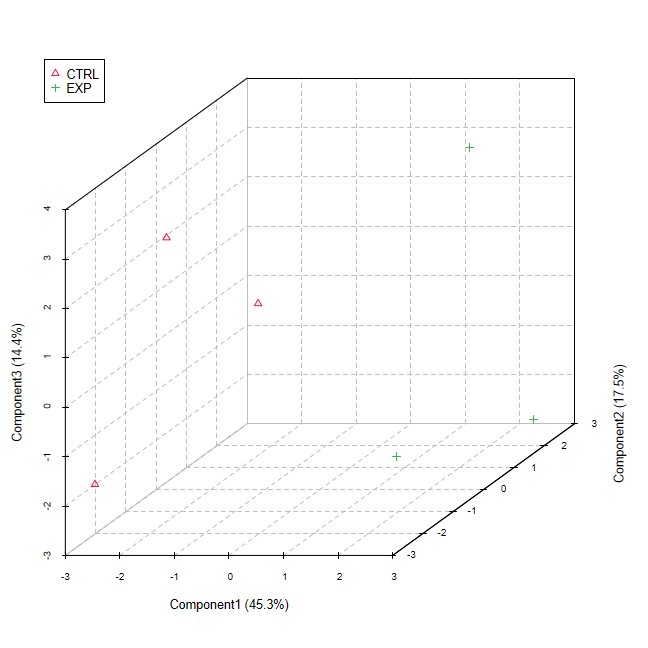 CTRL
EXP
4
3
2
1
0
-1
-2
-3
Component3 (14.4%)
-3 -2 -1 0 1 2 3
Component1 (45.3%)
3
2
1
0
-1
-2
-3
Component2 (17.5%)